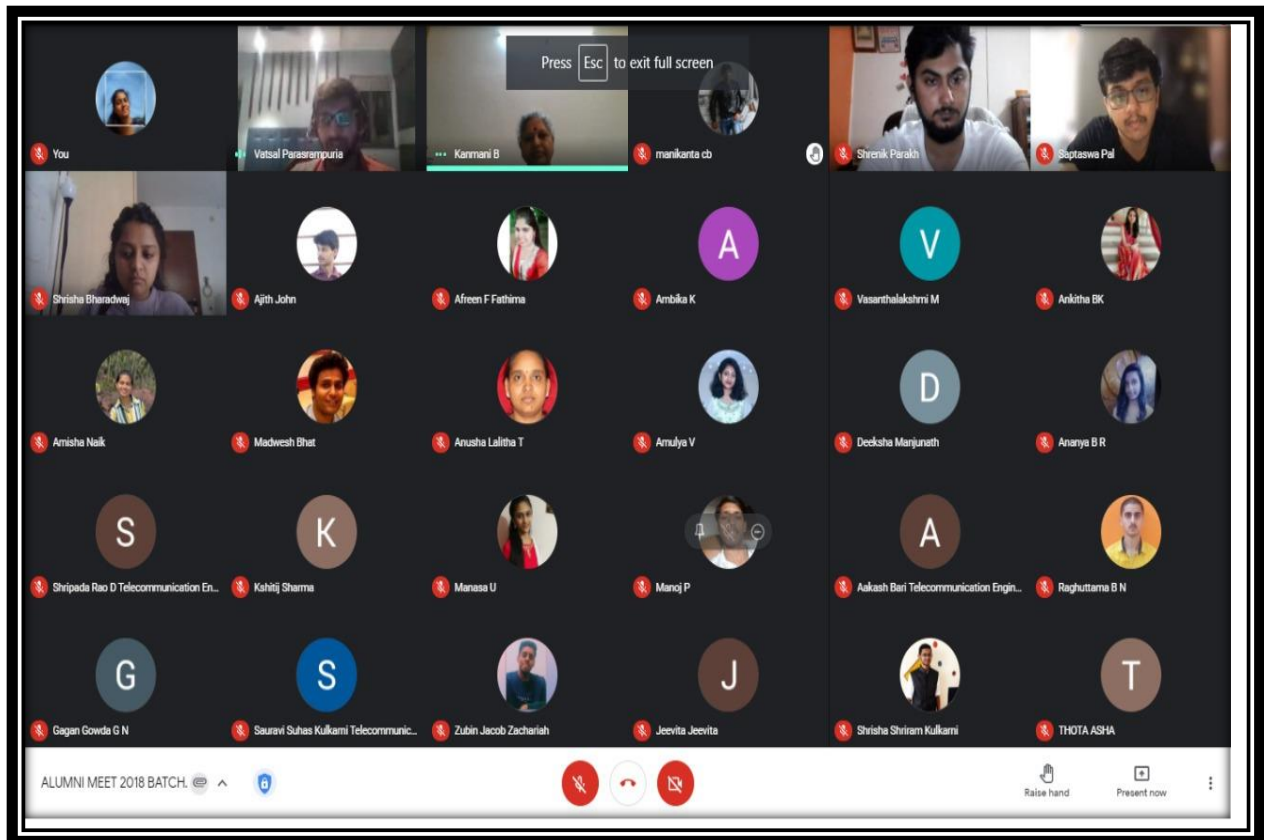 Press Esc to exit full screen
You
Vatsal Parasrampuria
Kanmani B
manikanta cb
Shrenik Parakh
Saptaswa Pal
Shrisha Bharadwaj
Ajith John
Afreen F Fathima
A
Ambika K
V
Vasanthalakshmi M
Ankitha BK
Amisha Naik
Madwesh Bhat
Anusha Lalitha T
Amulya V
D
Deeksha Manjunath
Ananya B R
S
Shripada Rao D Telecommunication En...
K
Kshitij Sharma
Manasa U
Manoj P
A
Aakash Bari Telecommunication Engin...
Raghuttama B N
G
Gagan Gowda G N
S
Sauravi Suhas Kulkarni Telecommunic...
Zubin Jacob Zachariah
J
Jeevita Jeevita
Shrisha Shriram Kulkarni
T
THOTA ASHA
ALUMNI MEET 2018 BATCH.
Raise hand
Present now